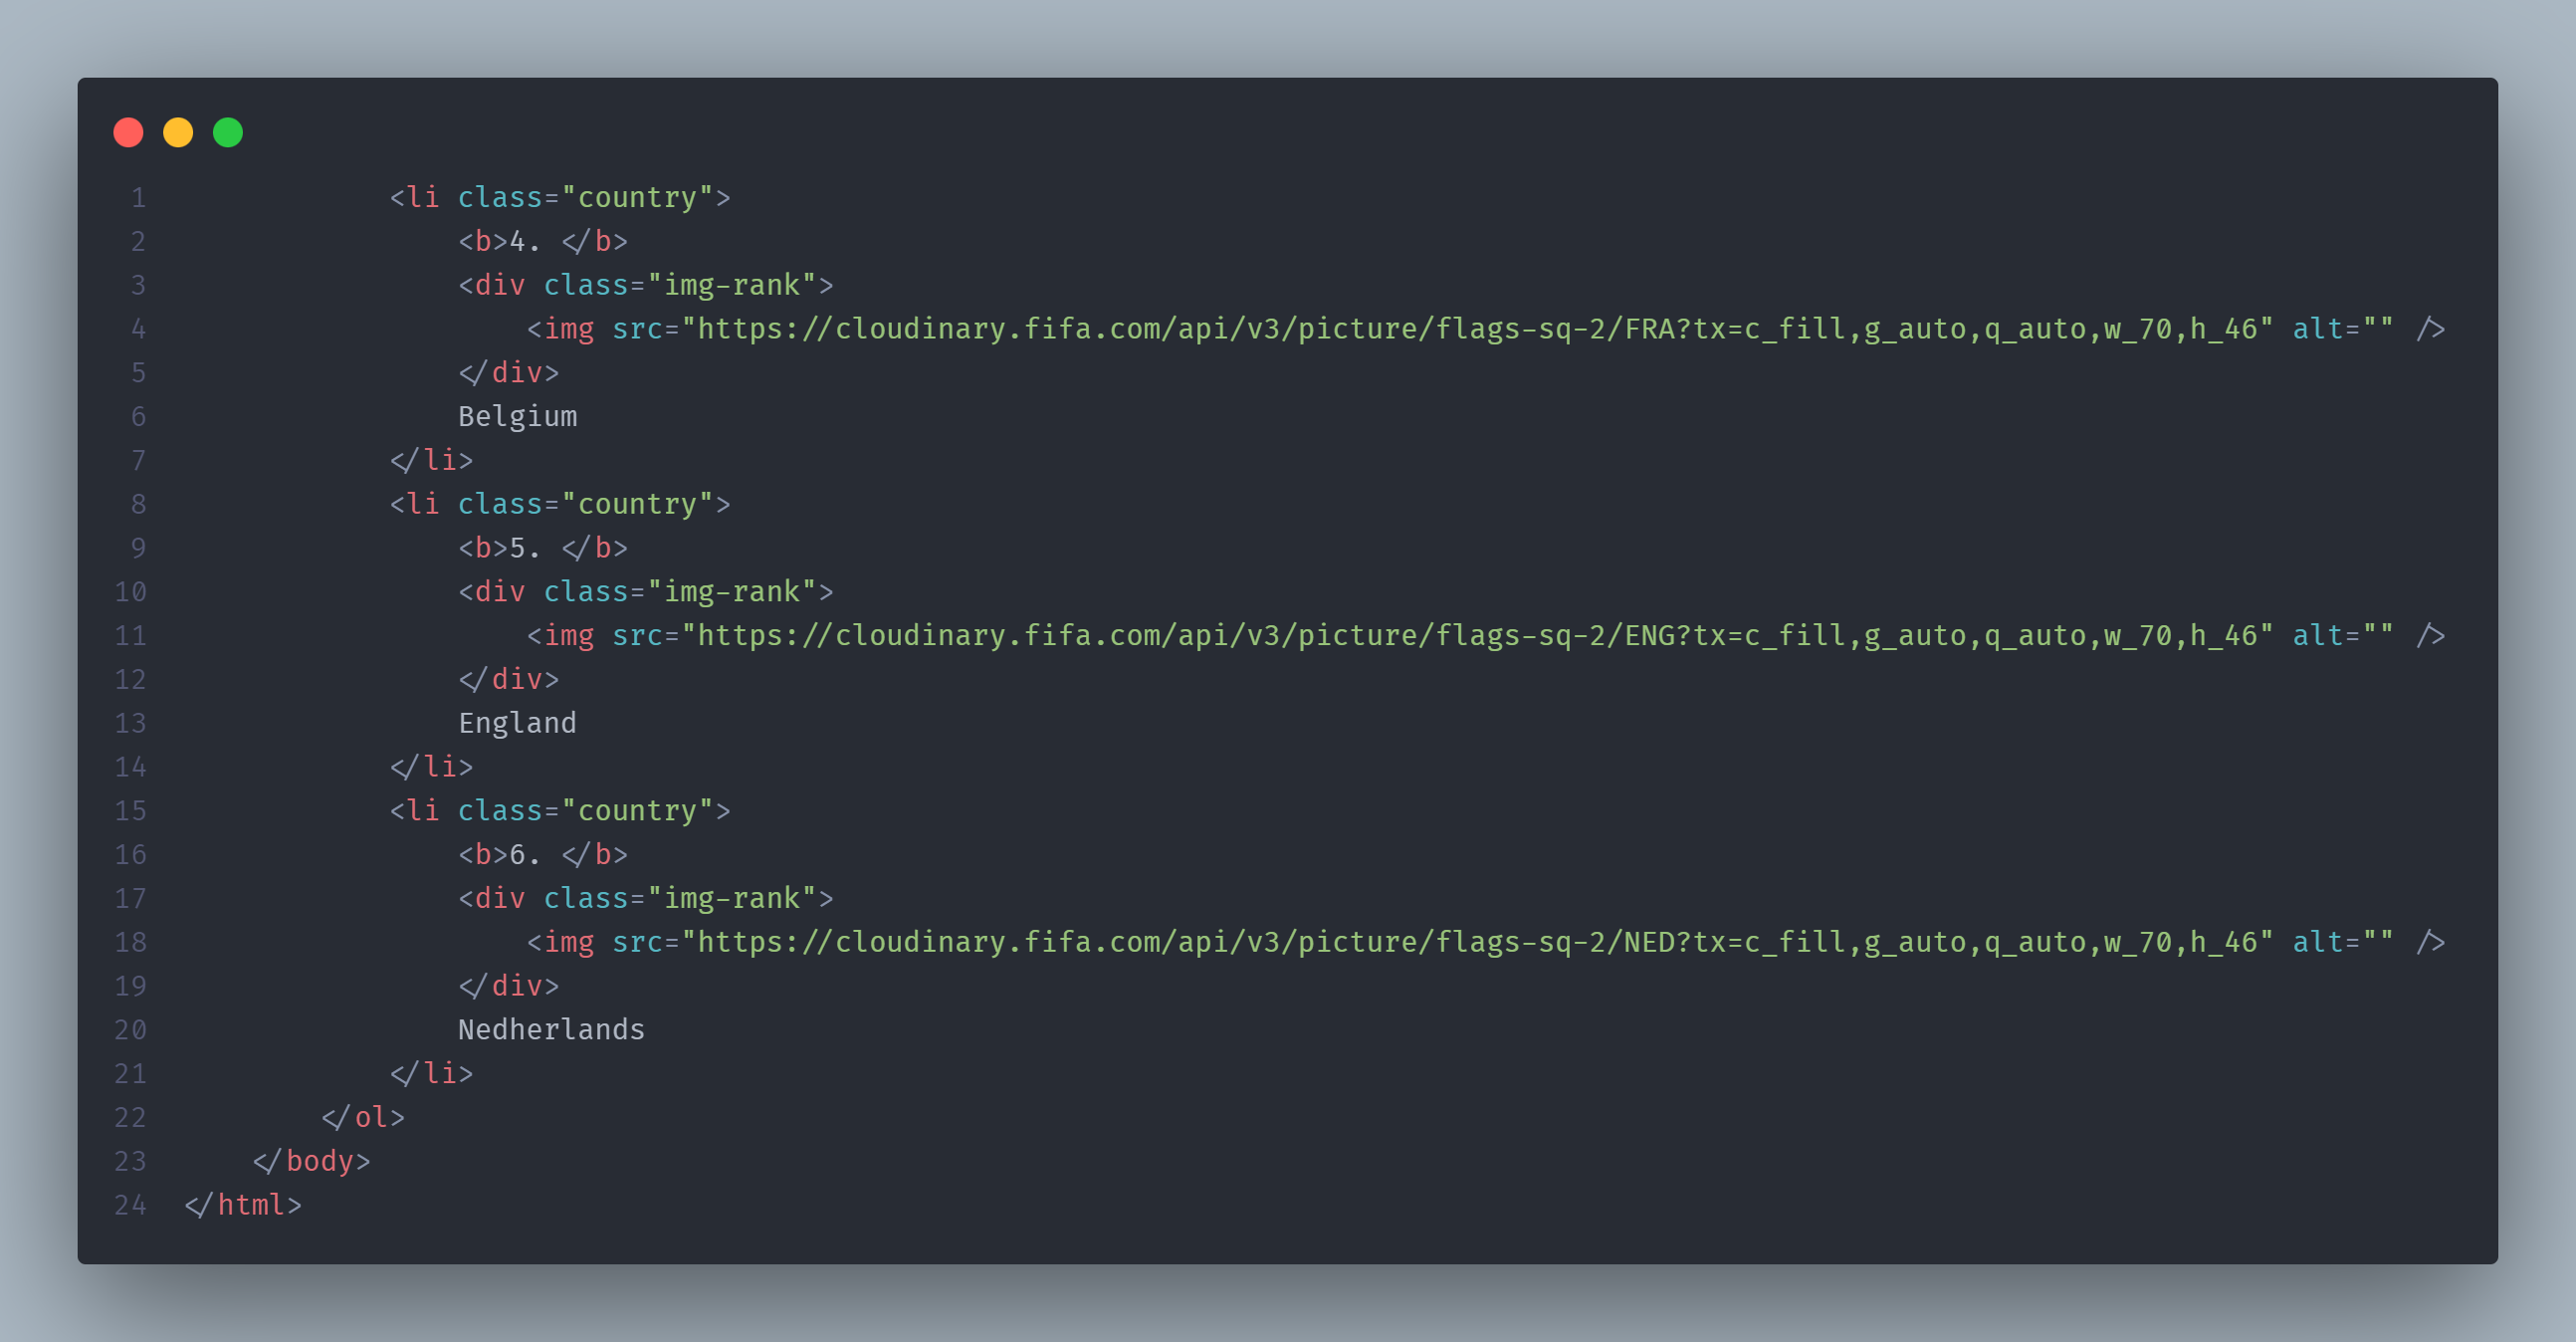 1 <li class="country">
2 <b>4. </b>
3 <div class="img-rank">
4 <img src="https://cloudinary.fifa.com/api/v3/picture/flags-sq-2/FRA?tx=c_fill,g_auto,q_auto,w_70,h_46" alt="" />
5 </div>
6 Belgium
7 </li>
8 <li class="country">
9 <b>5. </b>
10 <div class="img-rank">
11 <img src="https://cloudinary.fifa.com/api/v3/picture/flags-sq-2/ENG?tx=c_fill,g_auto,q_auto,w_70,h_46" alt="" />
12 </div>
13 England
14 </li>
15 <li class="country">
16 <b>6. </b>
17 <div class="img-rank">
18 <img src="https://cloudinary.fifa.com/api/v3/picture/flags-sq-2/NED?tx=c_fill,g_auto,q_auto,w_70,h_46" alt="" />
19 </div>
20 Nedherlands
21 </li>
22 </ol>
23 </body>
24 </html>